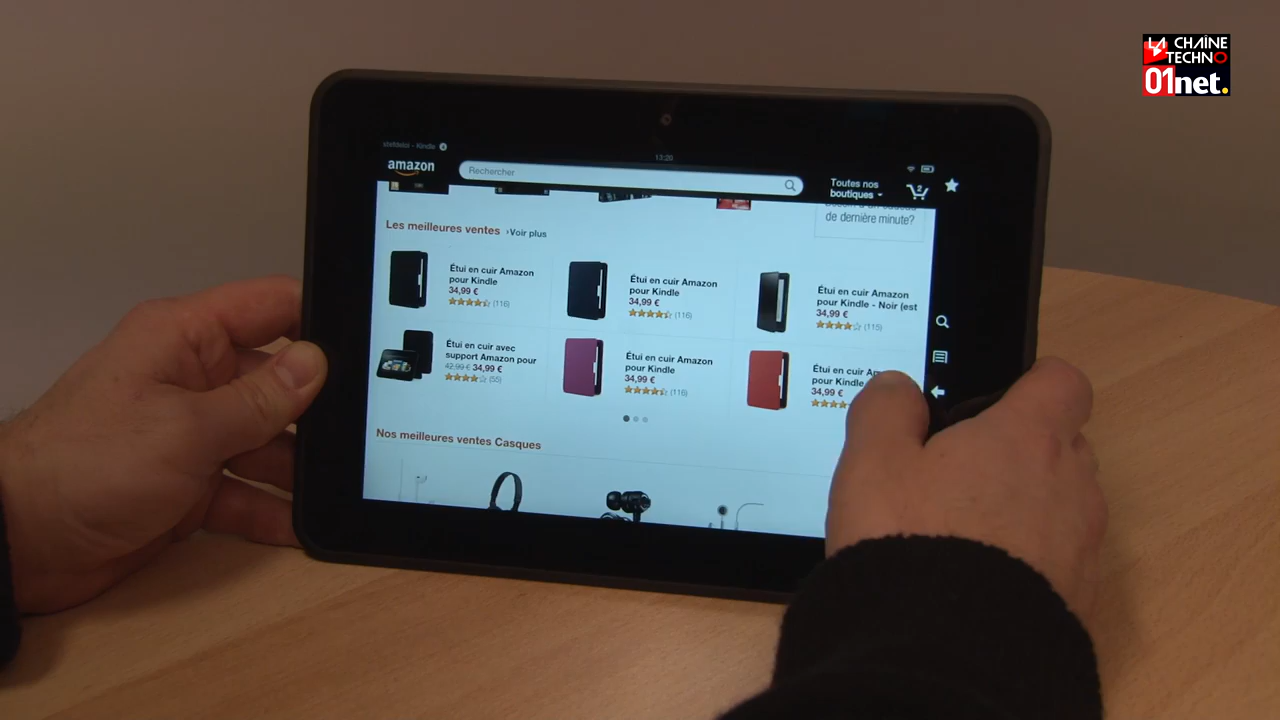 LA CHAÎNE
TECHNO
01net.
13:20
amazon
Rechercher
Toutes nos
boutiques
2
de dernière minute?
Les meilleures ventes ›Voir plus
Étui en cuir Amazon
pour Kindle
34,99 €
(116)
Étui en cuir Amazon
pour Kindle
34,99 €
(116)
Étui en cuir Amazon
pour Kindle - Noir (est
34,99 €
(115)
Étui en cuir avec
support Amazon pour
42,99 € 34,99 €
(55)
Étui en cuir Amazon
pour Kindle
34,99 €
(116)
Étui en cuir
pour Kindle
34,99 €
Nos meilleures ventes Casques